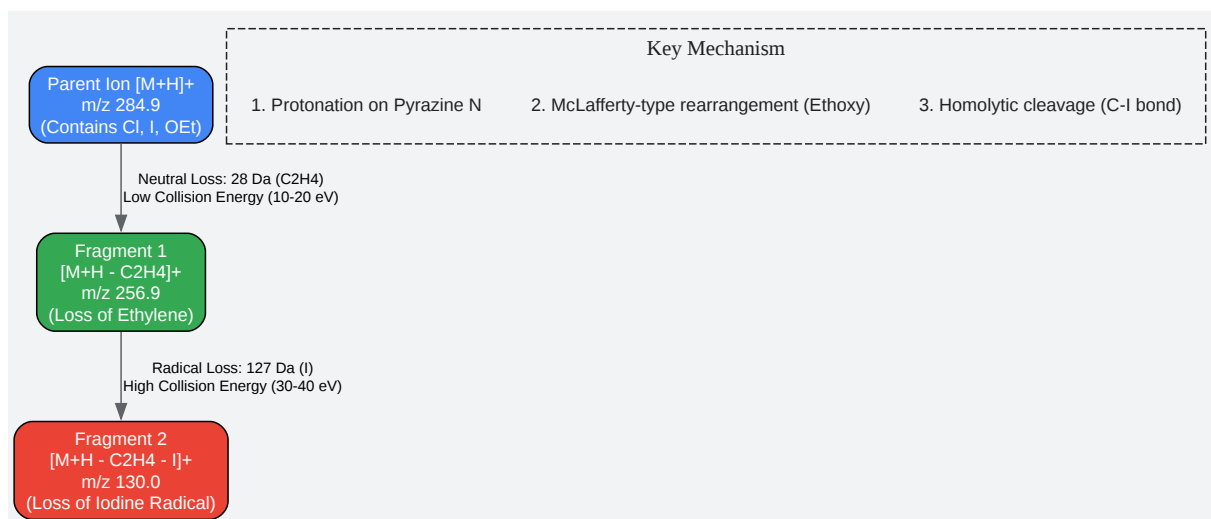 Key Mechanism
1. Protonation on Pyrazine N
2. McLafferty-type rearrangement (Ethoxy)
3. Homolytic cleavage (C-I bond)
Parent Ion [M+H]+
m/z 284.9
(Contains Cl, I, OEt)
Neutral Loss: 28 Da (C2H4)
Low Collision Energy (10-20 eV)
Fragment 1
[M+H - C2H4]+
m/z 256.9
(Loss of Ethylene)
Radical Loss: 127 Da (I)
High Collision Energy (30-40 eV)
Fragment 2
[M+H - C2H4 - I]+
m/z 130.0
(Loss of Iodine Radical)